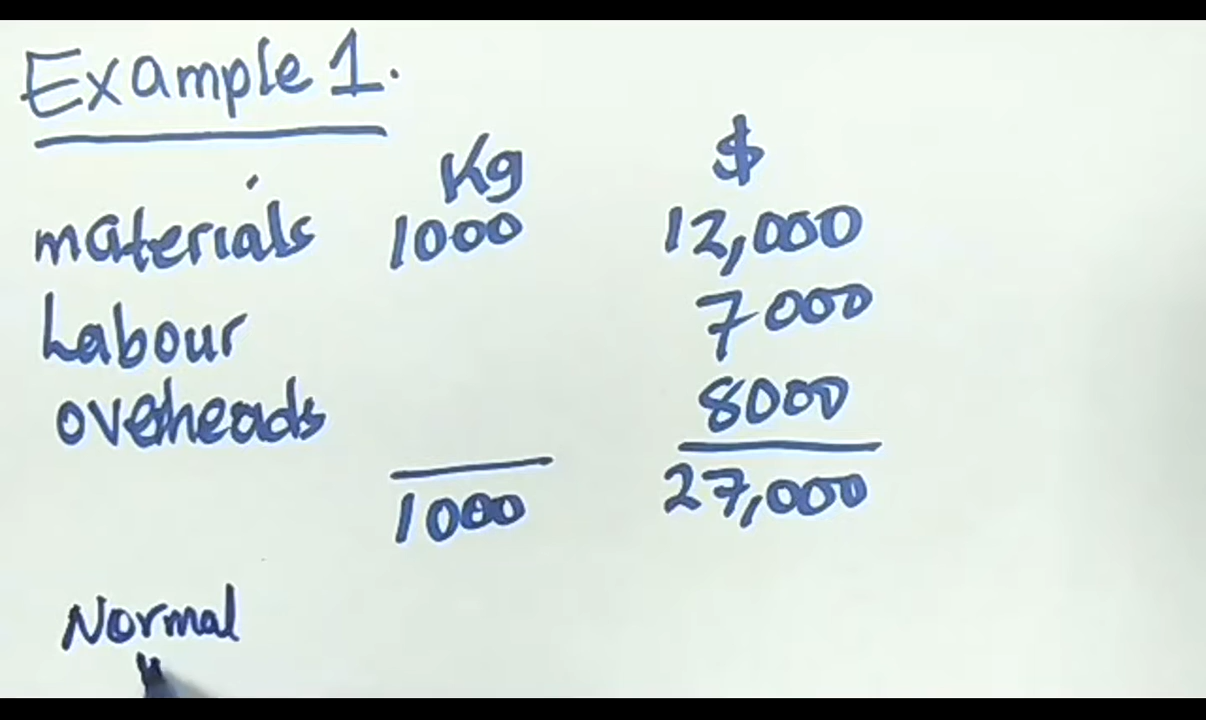 Example 1.
Kg $
materials 1000 12,000
Labour 7000
overheads 8000
1000 27,000
Normal